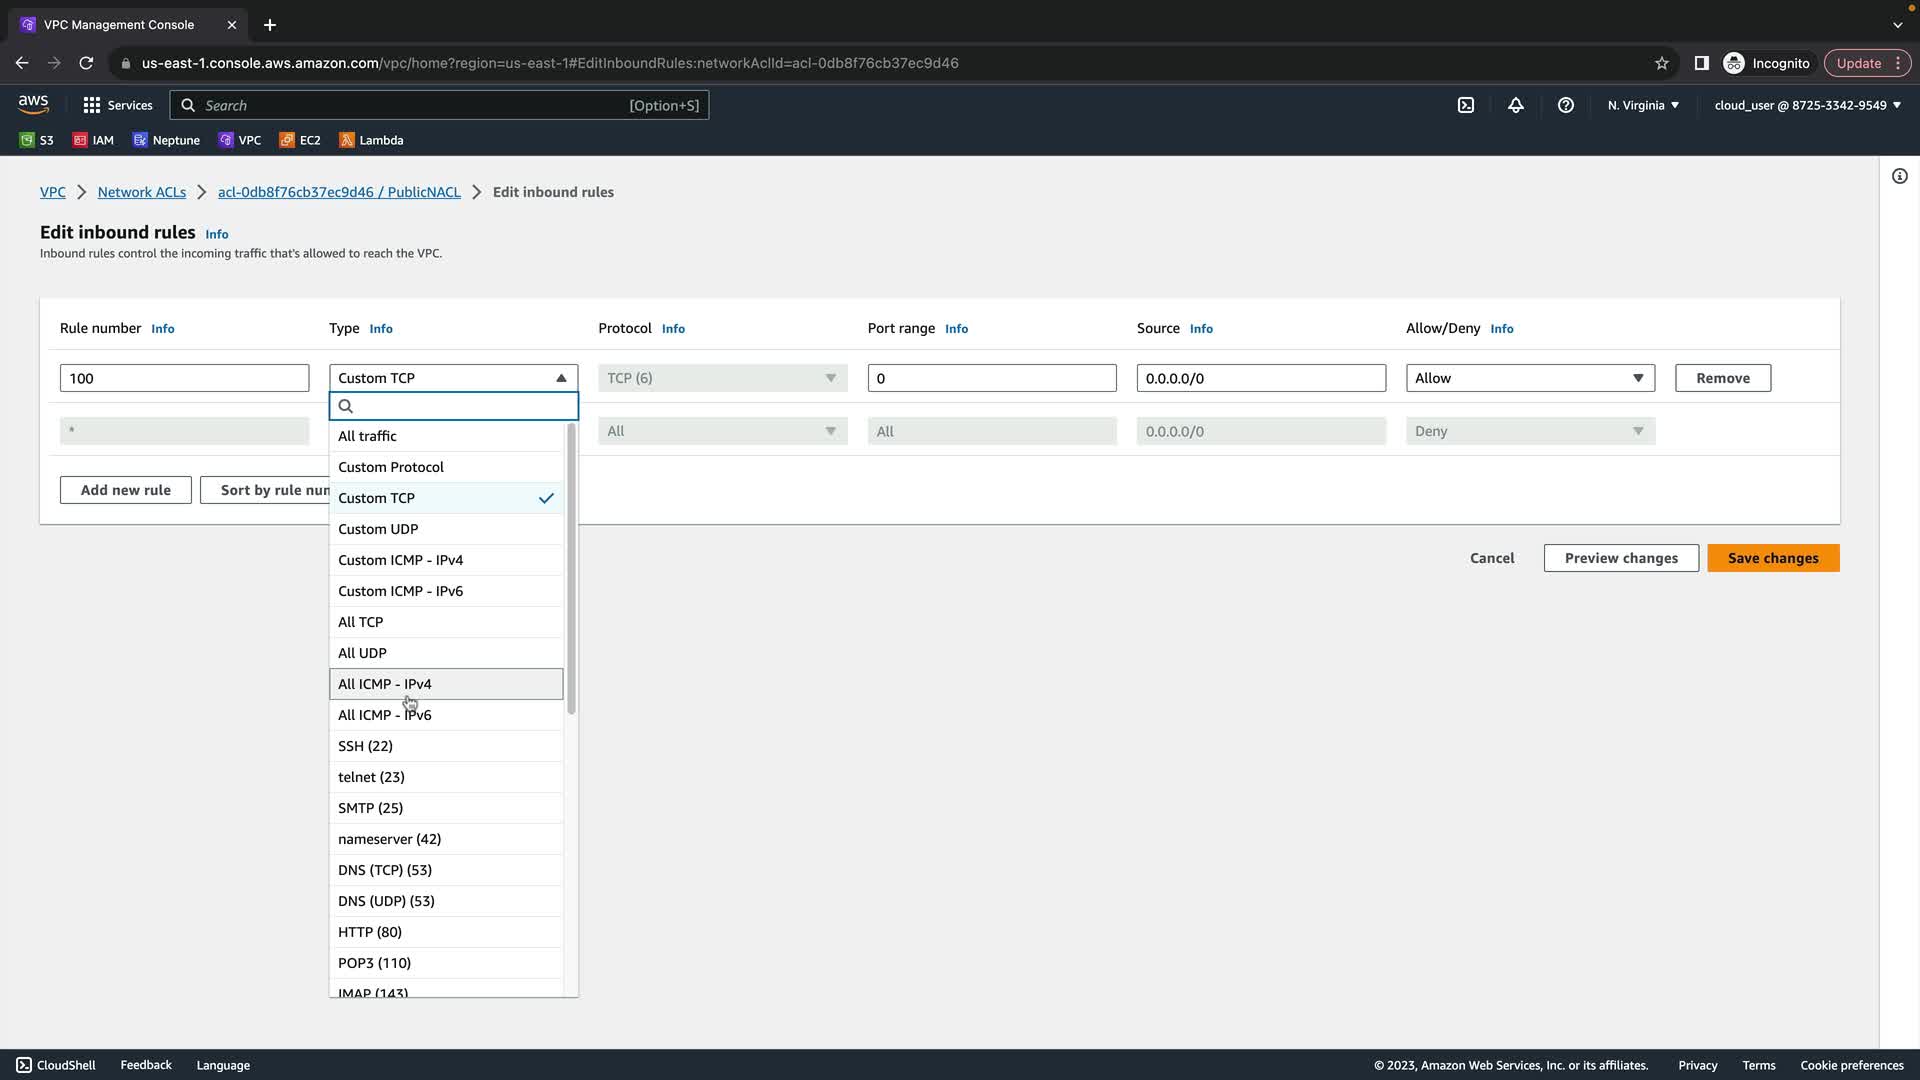 VPC Management Console
us-east-1.console.aws.amazon.com/vpc/home?region=us-east-1#EditInboundRules:networkAclId=acl-0db8f76cb37ec9d46
Incognito
Update
aws
Services
Search
[Option+S]
N. Virginia
cloud_user @ 8725-3342-9549
S3
IAM
Neptune
VPC
EC2
Lambda
VPC
Network ACLs
acl-0db8f76cb37ec9d46 / PublicNACL
Edit inbound rules
Edit inbound rules Info
Inbound rules control the incoming traffic that's allowed to reach the VPC.
Rule number Info
Type Info
Protocol Info
Port range Info
Source Info
Allow/Deny Info
100
Custom TCP
TCP (6)
0
0.0.0.0/0
Allow
Remove
*
All
All
0.0.0.0/0
Deny
Add new rule
Sort by rule num
All traffic
Custom Protocol
Custom TCP
Custom UDP
Custom ICMP - IPv4
Custom ICMP - IPv6
All TCP
All UDP
All ICMP - IPv4
All ICMP - IPv6
SSH (22)
telnet (23)
SMTP (25)
nameserver (42)
DNS (TCP) (53)
DNS (UDP) (53)
HTTP (80)
POP3 (110)
IMAP (143)
Cancel
Preview changes
Save changes
CloudShell
Feedback
Language
© 2023, Amazon Web Services, Inc. or its affiliates.
Privacy
Terms
Cookie preferences